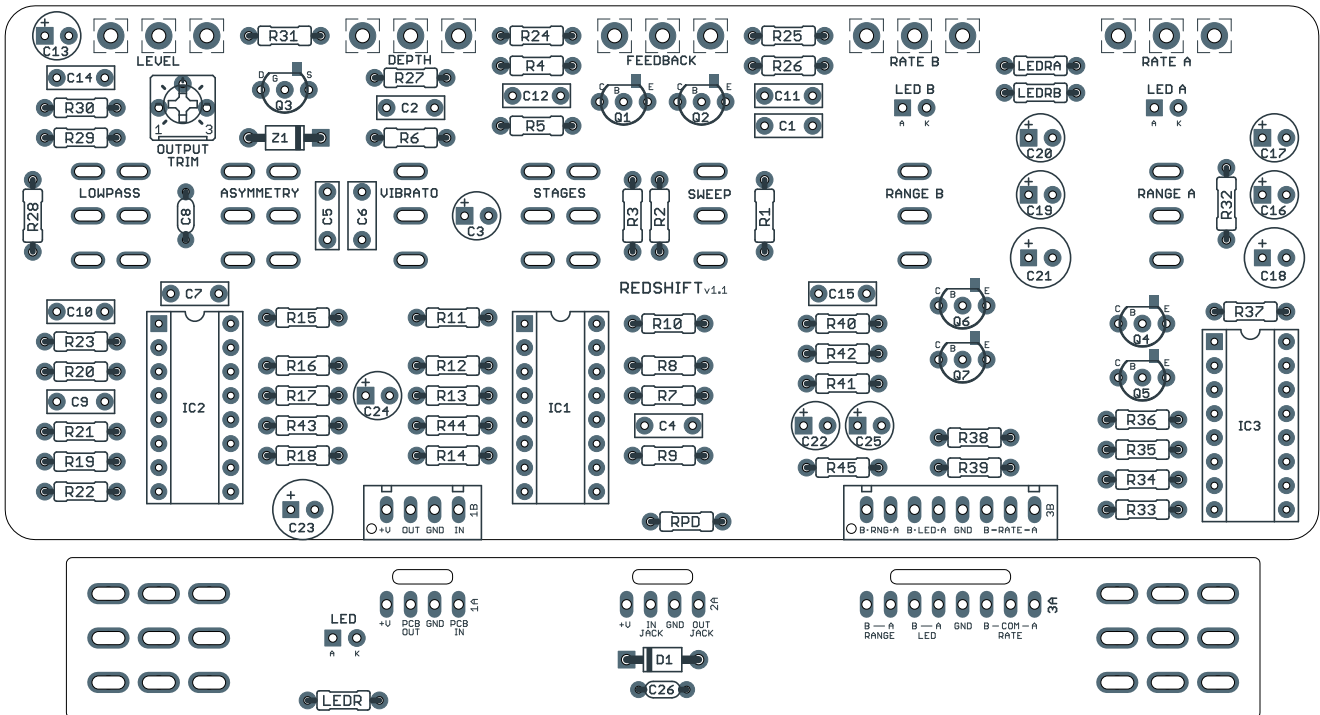 C13 R31 R24 R25
LEVEL DEPTH FEEDBACK RATE B RATE A
C14 R27 R4 R26 LEDRA
D G S C B E C B E
R30 Q3 C2 C12 Q1 Q2 C11 LEDRB LED B LED A
A K A K
1 3
R29 Z1 R6 R5 C1 C20 C17
OUTPUT
TRIM
LOWPASS ASYMMETRY VIBRATO STAGES SWEEP RANGE B RANGE A
R28 C8 C5 C6 C3 R3 R2 R1 C19 R32 C16
C21 C18
REDSHIFT v1.1
C7 C15
C10 R15 R11 R10 R40 C B E Q6 C B E Q4 R37
R23 R42 C B E Q7
R20 R16 R12 R8 R41 C B E Q5
C9 IC2 R17 C24 R13 IC1 R7 IC3
R21 R43 R44 C4 C22 C25 R38 R36
R19 R18 R14 R9 R45 R39 R35
R22 R34
C23 R33
+V OUT GND IN 1B
RPD
B-RNG-A B-LED-A GND B-RATE-A 3B
1A 2A 3A
+V PCB OUT GND PCB IN
+V IN JACK GND OUT JACK
B—A RANGE B—A LED GND B-COM-A RATE
LED
A K
D1
C26
LEDR